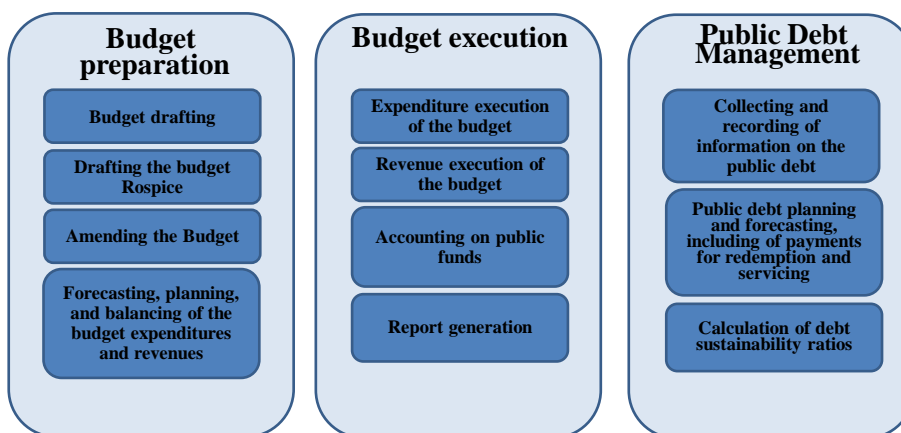 Budget
preparation
Budget drafting
Drafting the budget
Rospice
Amending the Budget
Forecasting, planning,
and balancing of the
budget expenditures
and revenues
Budget execution
Expenditure execution
of the budget
Revenue execution of
the budget
Accounting on public
funds
Report generation
Public Debt
Management
Collecting and
recording of
information on the
public debt
Public debt planning
and forecasting,
including of payments
for redemption and
servicing
Calculation of debt
sustainability ratios